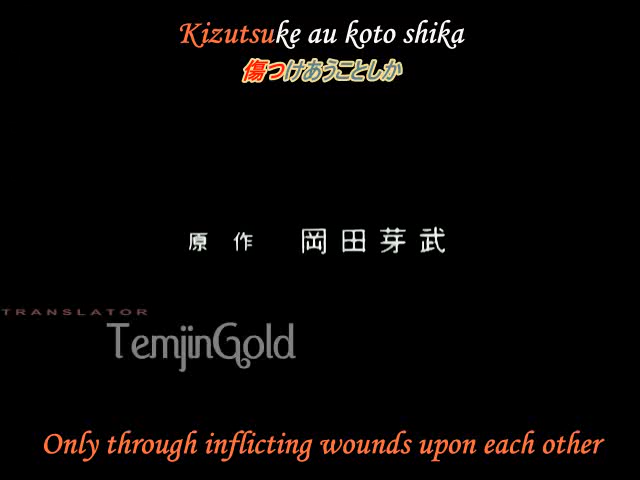 Kizutsuke au koto shika
傷つけあうことしか
原作 岡田芽武
TRANSLATOR
TemjinGold
Only through inflicting wounds upon each other